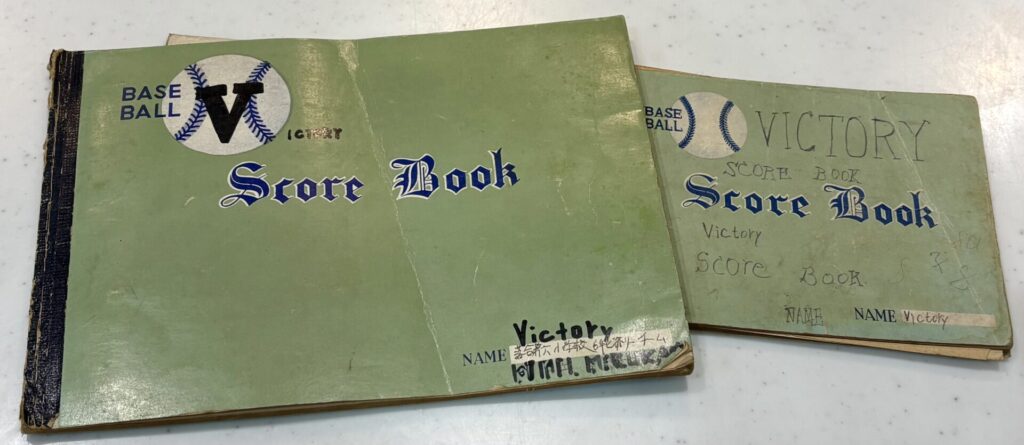 BASE
BALL
V
ICTORY
Score Book
Victory
NAME
BASE
BALL
VICTORY
SCORE BOOK
Score Book
Victory
Score Book
NAME
NAME Victory